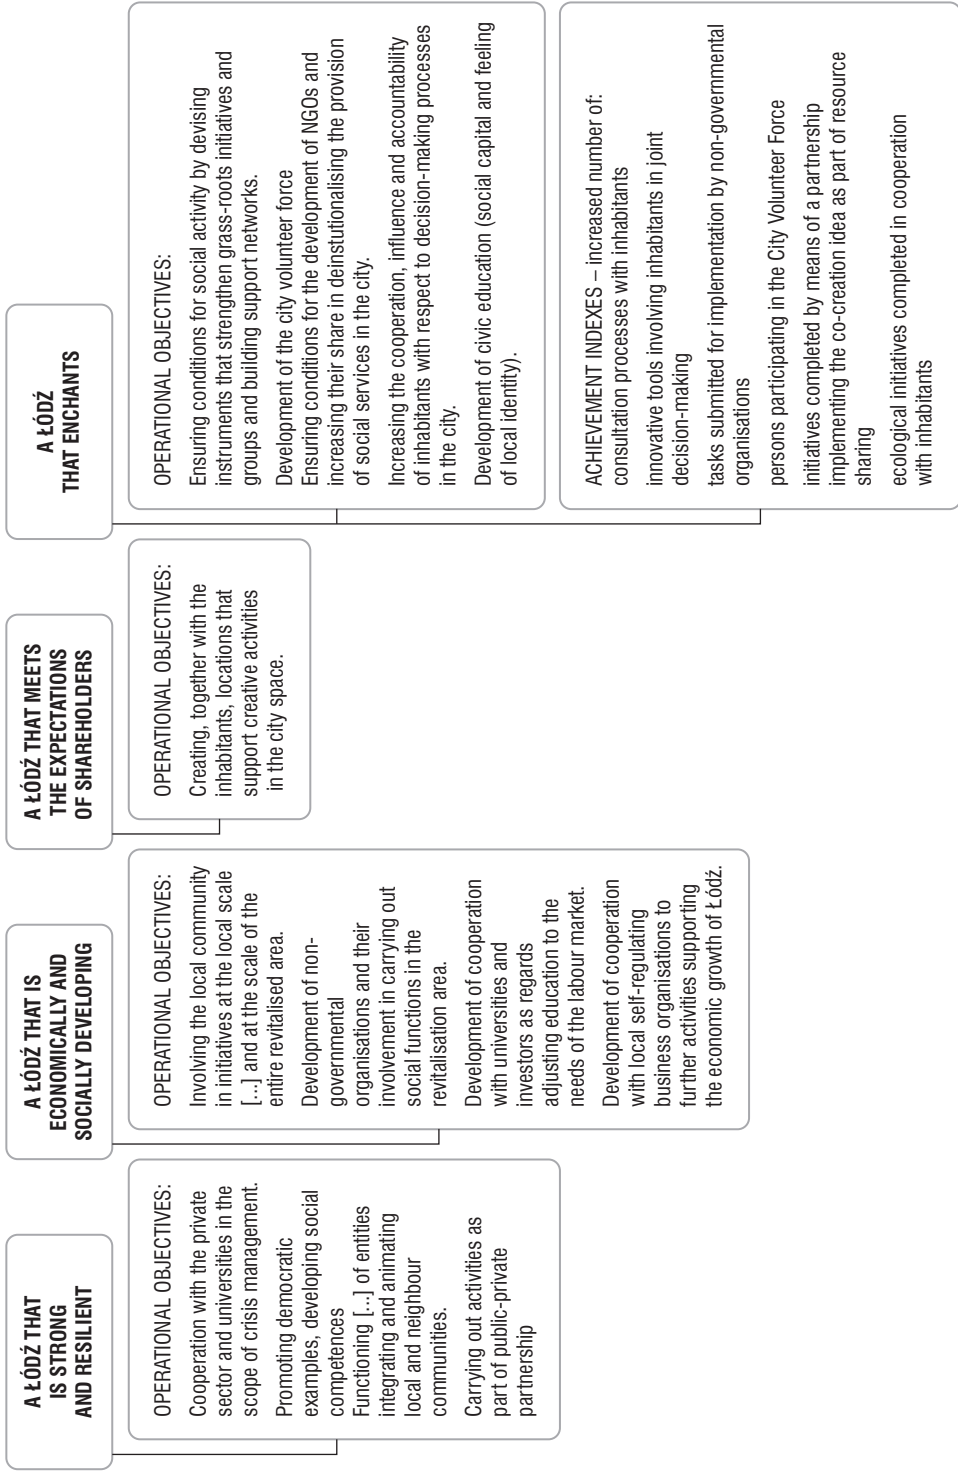 A ŁÓDŹ THAT
IS STRONG
AND RESILIENT
OPERATIONAL OBJECTIVES:
Cooperation with the private
sector and universities in the
scope of crisis management.
Promoting democratic
examples, developing social
competences
Functioning [...] of entities
integrating and animating
local and neighbour
communities.
Carrying out activities as
part of public-private
partnership
A ŁÓDŹ THAT IS
ECONOMICALLY AND
SOCIALLY DEVELOPING
OPERATIONAL OBJECTIVES:
Involving the local community
in initiatives at the local scale
[...] and at the scale of the
entire revitalised area.
Development of non-
governmental
organisations and their
involvement in carrying out
social functions in the
revitalisation area.
Development of cooperation
with universities and
investors as regards
adjusting education to the
needs of the labour market.
Development of cooperation
with local self-regulating
business organisations to
further activities supporting
the economic growth of Łódź.
A ŁÓDŹ THAT MEETS
THE EXPECTATIONS
OF SHAREHOLDERS
OPERATIONAL OBJECTIVES:
Creating, together with the
inhabitants, locations that
support creative activities
in the city space.
A ŁÓDŹ
THAT ENCHANTS
OPERATIONAL OBJECTIVES:
Ensuring conditions for social activity by devising
instruments that strengthen grass-roots initiatives and
groups and building support networks.
Development of the city volunteer force
Ensuring conditions for the development of NGOs and
increasing their share in deinstutionalising the provision
of social services in the city.
Increasing the cooperation, influence and accountability
of inhabitants with respect to decision-making processes
in the city.
Development of civic education (social capital and feeling
of local identity).
ACHIEVEMENT INDEXES – increased number of:
consultation processes with inhabitants
innovative tools involving inhabitants in joint
decision-making
tasks submitted for implementation by non-governmental
organisations
persons participating in the City Volunteer Force
initiatives completed by means of a partnership
implementing the co-creation idea as part of resource
sharing
ecological initiatives completed in cooperation
with inhabitants